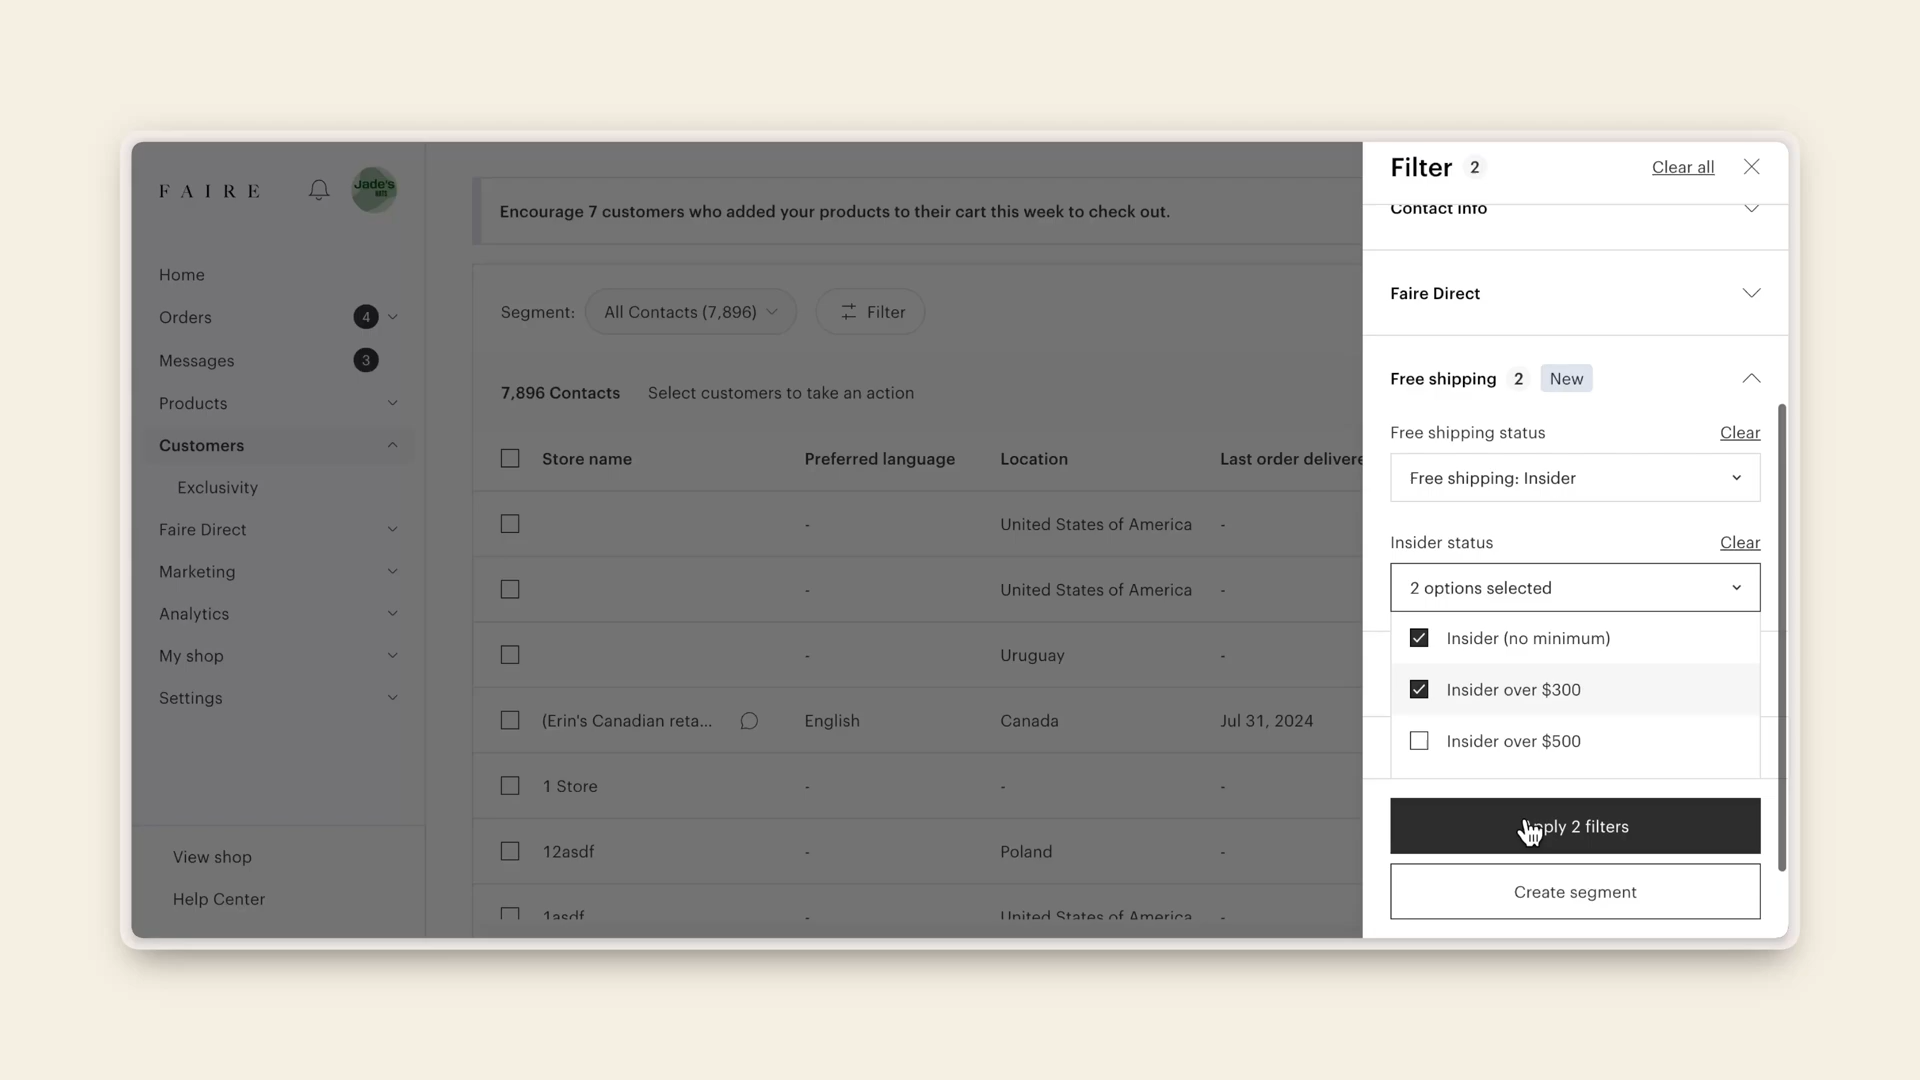 FAIRE
Jade's
Home
Orders 4
Messages 3
Products
Customers
Exclusivity
Faire Direct
Marketing
Analytics
My shop
Settings
View shop
Help Center
Encourage 7 customers who added your products to their cart this week to check out.
Segment: All Contacts (7,896) Filter
7,896 Contacts Select customers to take an action
Store name Preferred language Location Last order delivere
- United States of America -
- United States of America -
- Uruguay -
(Erin's Canadian reta... English Canada Jul 31, 2024
1 Store - - -
12asdf - Poland -
1asdf - United States of America -
Filter 2 Clear all
Contact info
Faire Direct
Free shipping 2 New
Free shipping status Clear
Free shipping: Insider
Insider status Clear
2 options selected
Insider (no minimum)
Insider over $300
Insider over $500
pply 2 filters
Create segment